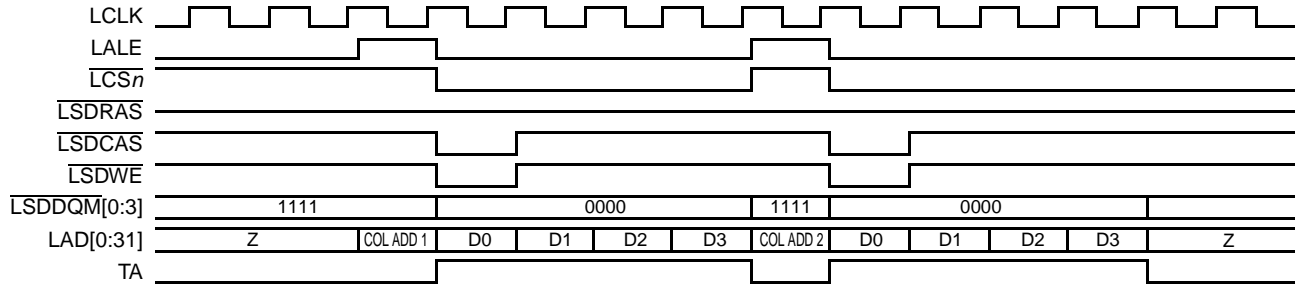 LCLK
LALE
LCSn
LSDRAS
LSDCAS
LSDWE
LSDDQM[0:3] 1111 0000 1111 0000
LAD[0:31] Z COL ADD 1 D0 D1 D2 D3 COL ADD 2 D0 D1 D2 D3 Z
TA